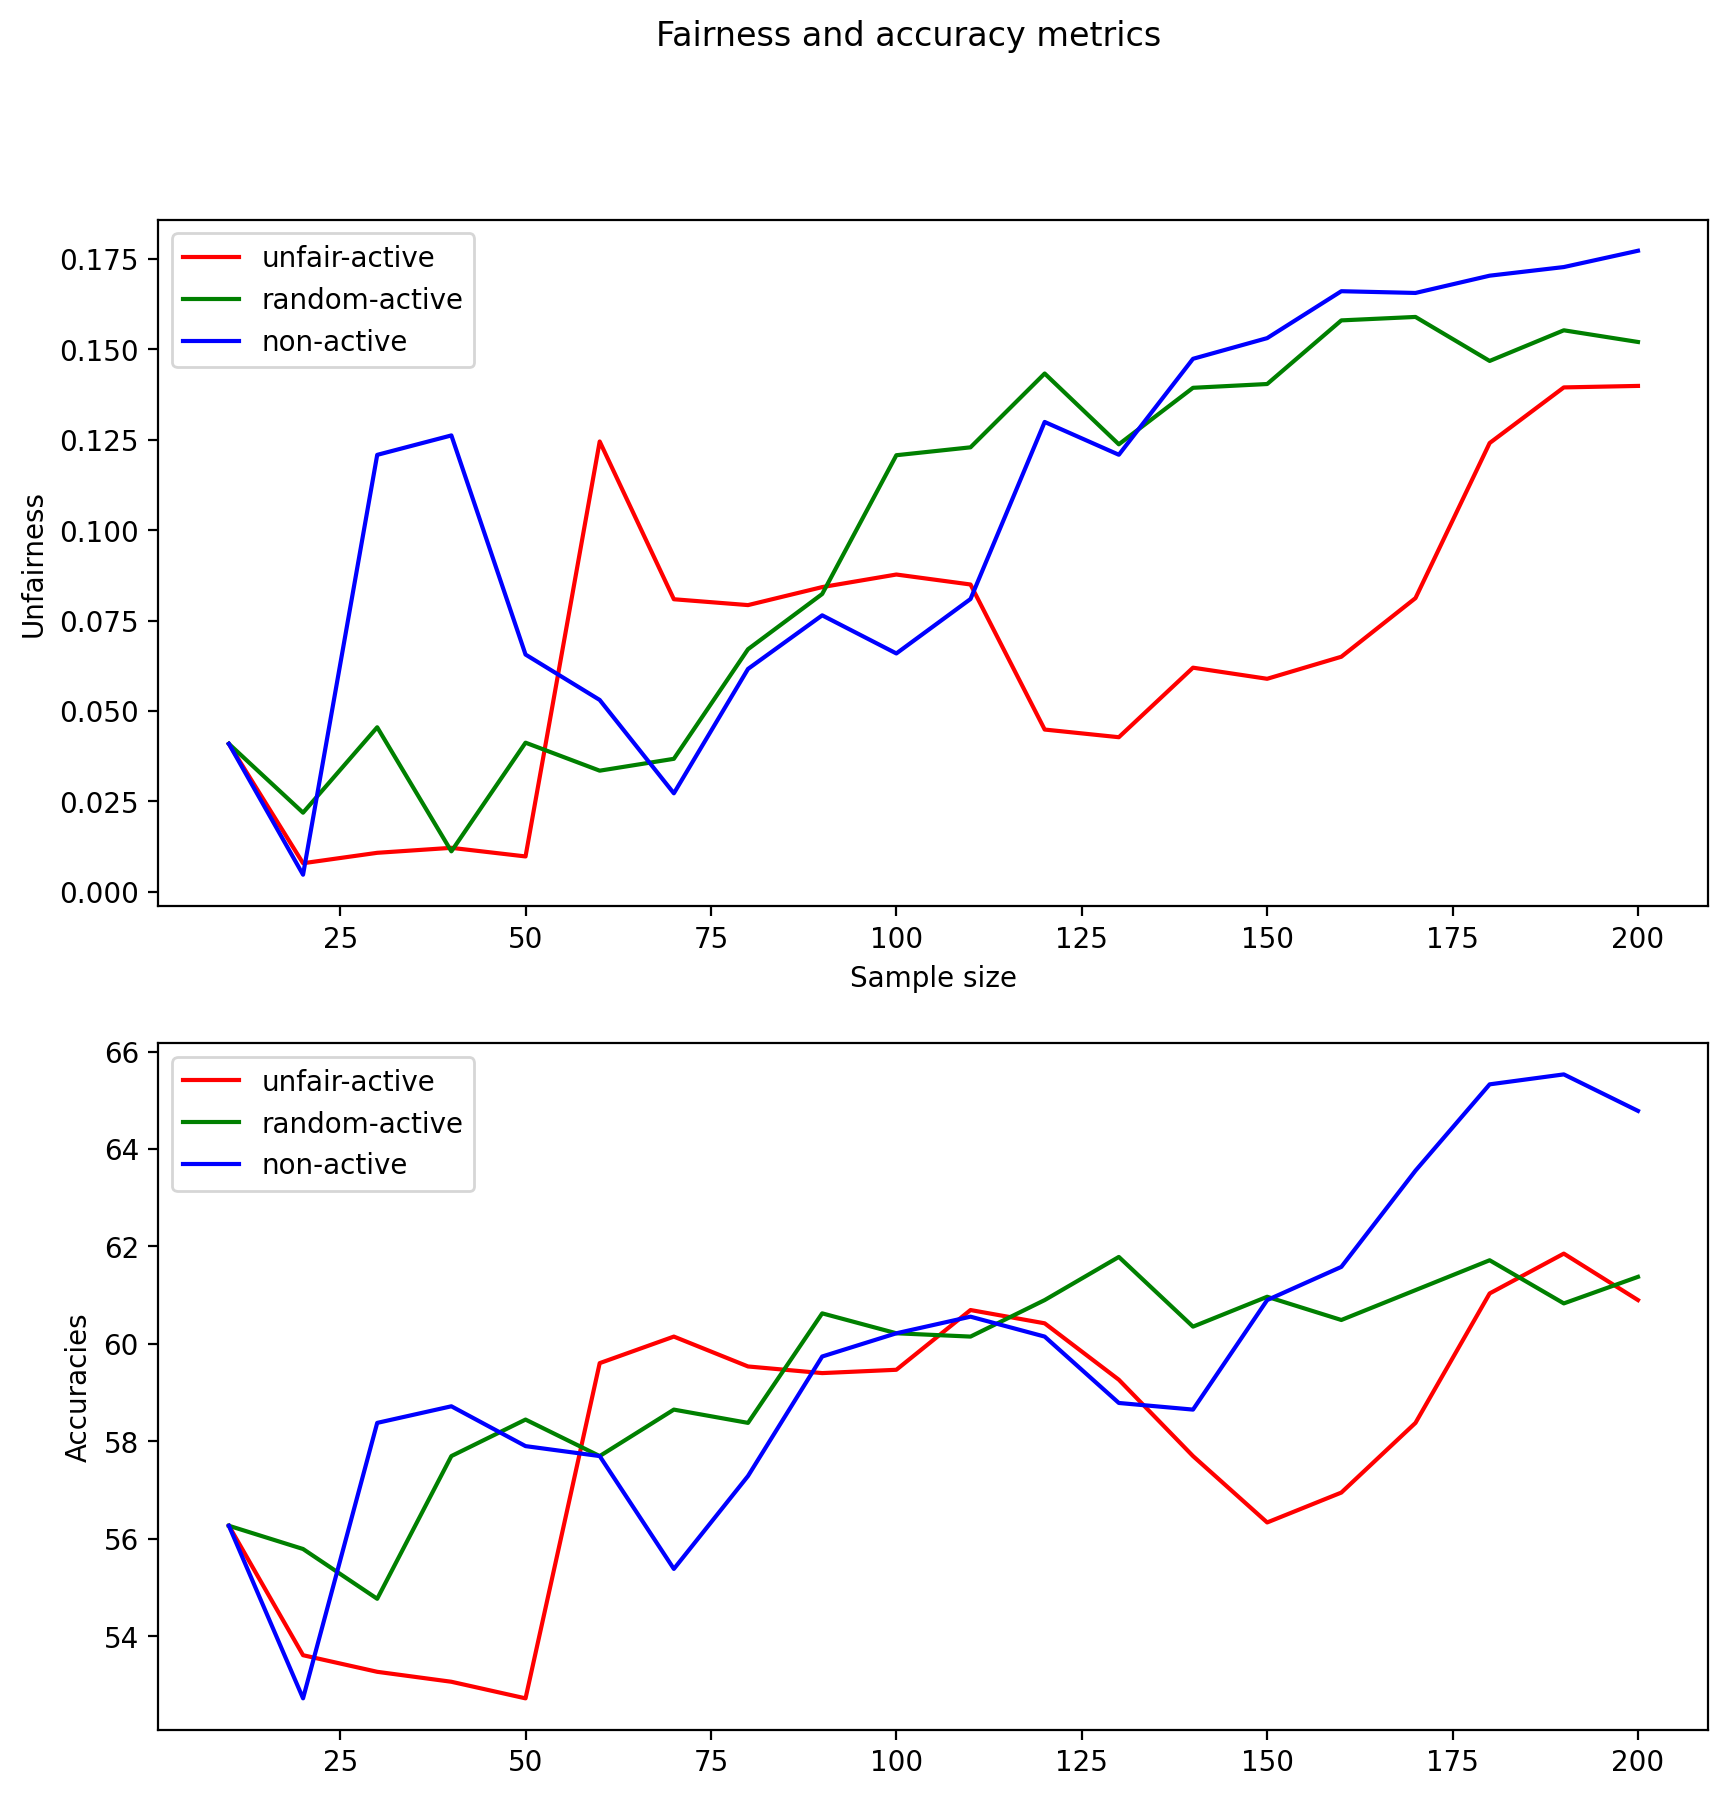 Fairness and accuracy metrics
unfair-active
random-active
non-active
Unfairness
0.175
0.150
0.125
0.100
0.075
0.050
0.025
0.000
25 50 75 100 125 150 175 200
Sample size
unfair-active
random-active
non-active
Accuracies
66
64
62
60
58
56
54
25 50 75 100 125 150 175 200